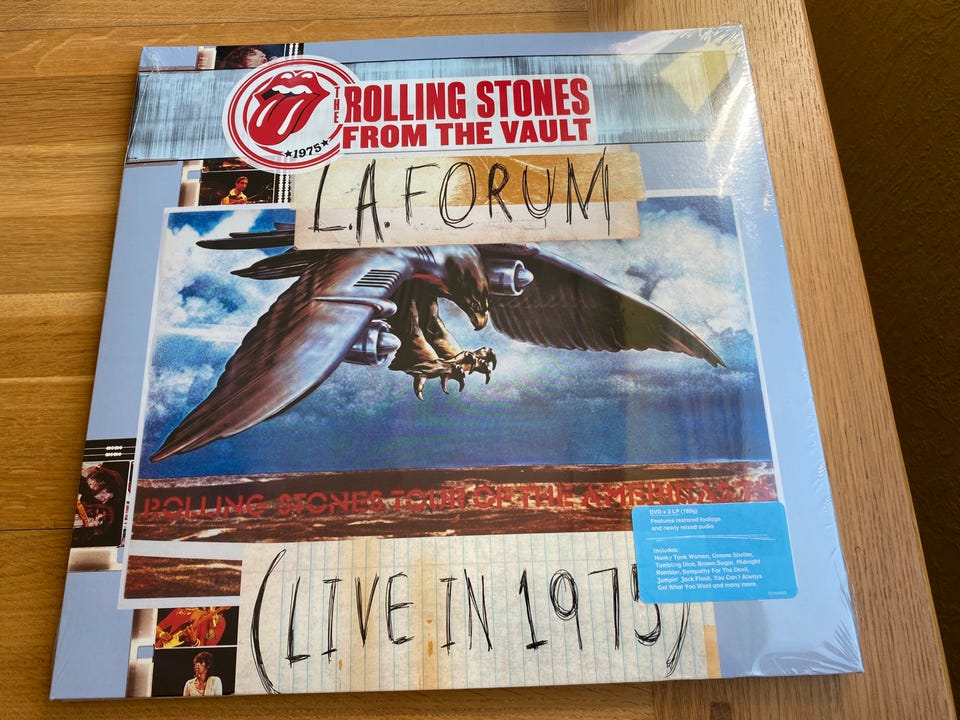 THE ROLLING STONES
FROM THE VAULT
★1975★
L.A. FORUM
ROLLING STONES TOUR OF THE AMERICAS 75
DVD + 3 LP (180g)
Features restored footage
and newly mixed audio
Includes:
Honky Tonk Women, Gimme Shelter,
Tumbling Dice, Brown Sugar, Midnight
Rambler, Sympathy For The Devil,
Jumpin' Jack Flash, You Can't Always
Get What You Want and many more.
(LIVE IN 1975)